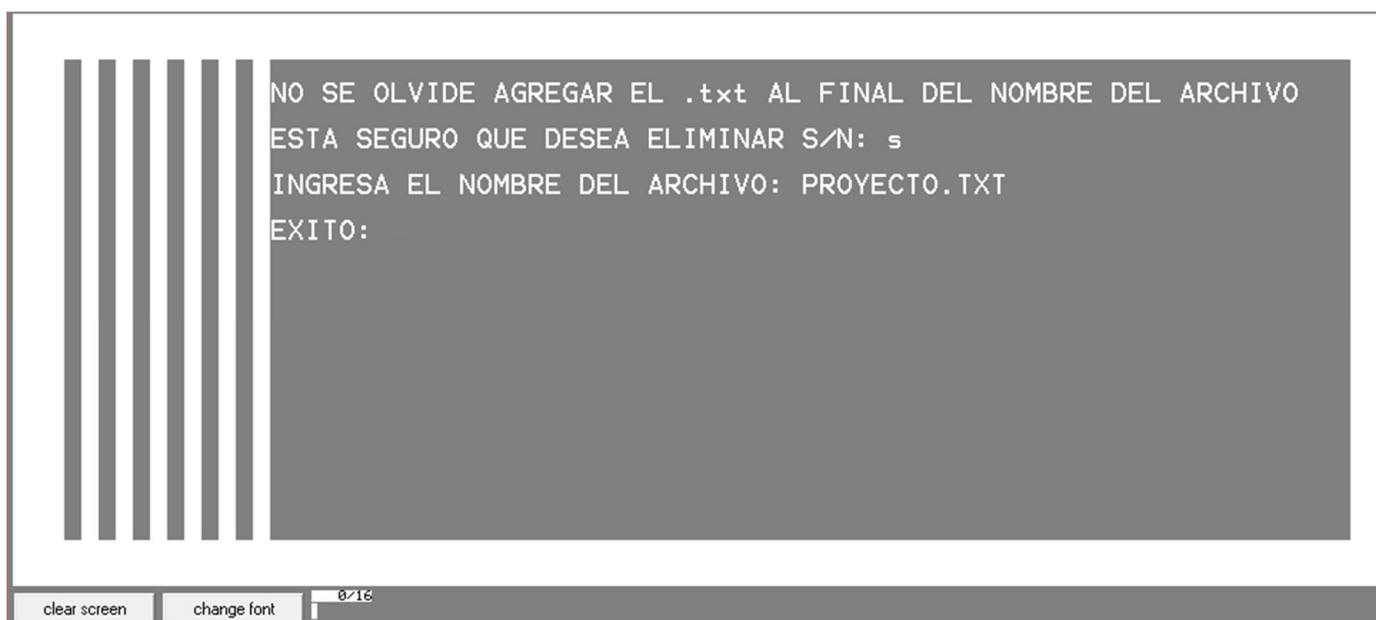 NO SE OLVIDE AGREGAR EL .txt AL FINAL DEL NOMBRE DEL ARCHIVO
ESTA SEGURO QUE DESEA ELIMINAR S/N: s
INGRESA EL NOMBRE DEL ARCHIVO: PROYECTO.TXT
EXITO:
clear screen
change font
0/16